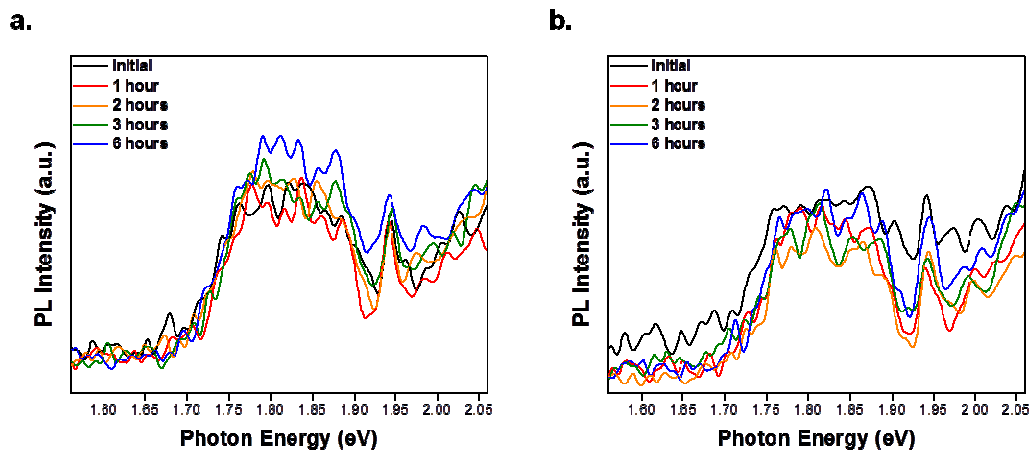 a.
b.
Initial
1 hour
2 hours
3 hours
6 hours
PL Intensity (a.u.)
1.60 1.65 1.70 1.75 1.80 1.85 1.90 1.95 2.00 2.05
Photon Energy (eV)
Initial
1 hour
2 hours
3 hours
6 hours
PL Intensity (a.u.)
1.60 1.65 1.70 1.75 1.80 1.85 1.90 1.95 2.00 2.05
Photon Energy (eV)